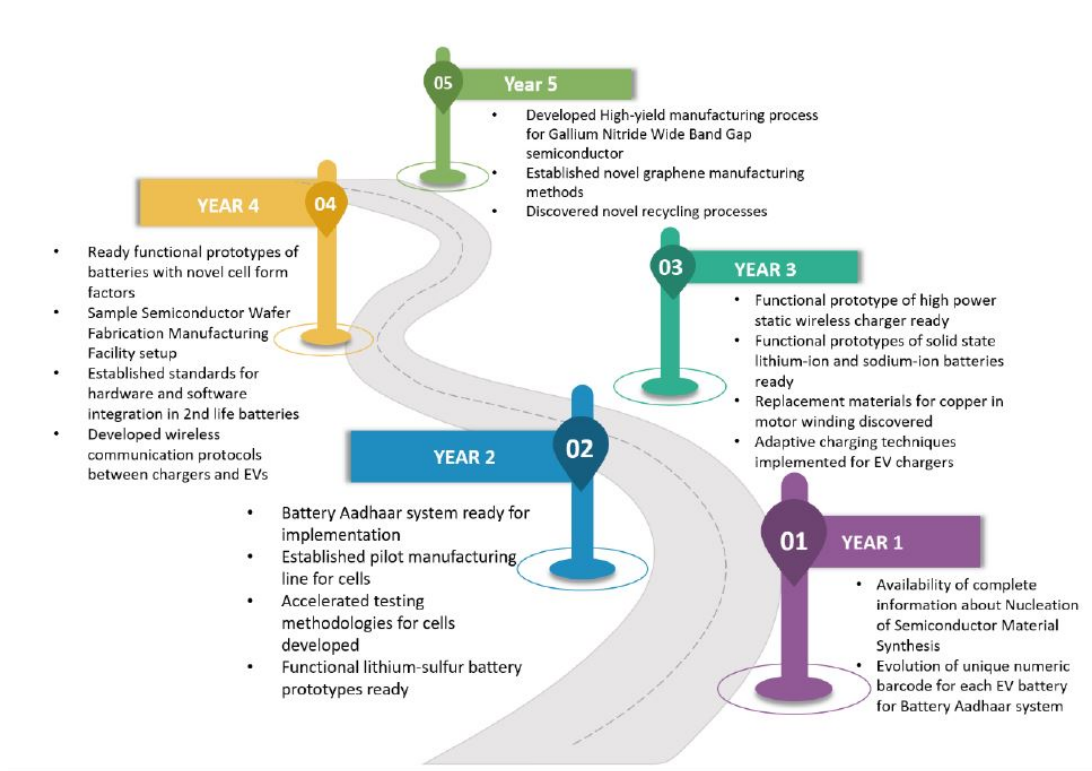 05
Year 5
• Developed High-yield manufacturing process
for Gallium Nitride Wide Band Gap
semiconductor
• Established novel graphene manufacturing
methods
• Discovered novel recycling processes
YEAR 4
04
• Ready functional prototypes of
batteries with novel cell form
factors
• Sample Semiconductor Wafer
Fabrication Manufacturing
Facility setup
• Established standards for
hardware and software
integration in 2nd life batteries
• Developed wireless
communication protocols
between chargers and EVs
03
YEAR 3
• Functional prototype of high power
static wireless charger ready
• Functional prototypes of solid state
lithium-ion and sodium-ion batteries
ready
• Replacement materials for copper in
motor winding discovered
• Adaptive charging techniques
implemented for EV chargers
YEAR 2
02
• Battery Aadhaar system ready for
implementation
• Established pilot manufacturing
line for cells
• Accelerated testing
methodologies for cells
developed
• Functional lithium-sulfur battery
prototypes ready
01
YEAR 1
• Availability of complete
information about Nucleation
of Semiconductor Material
Synthesis
• Evolution of unique numeric
barcode for each EV battery
for Battery Aadhaar system